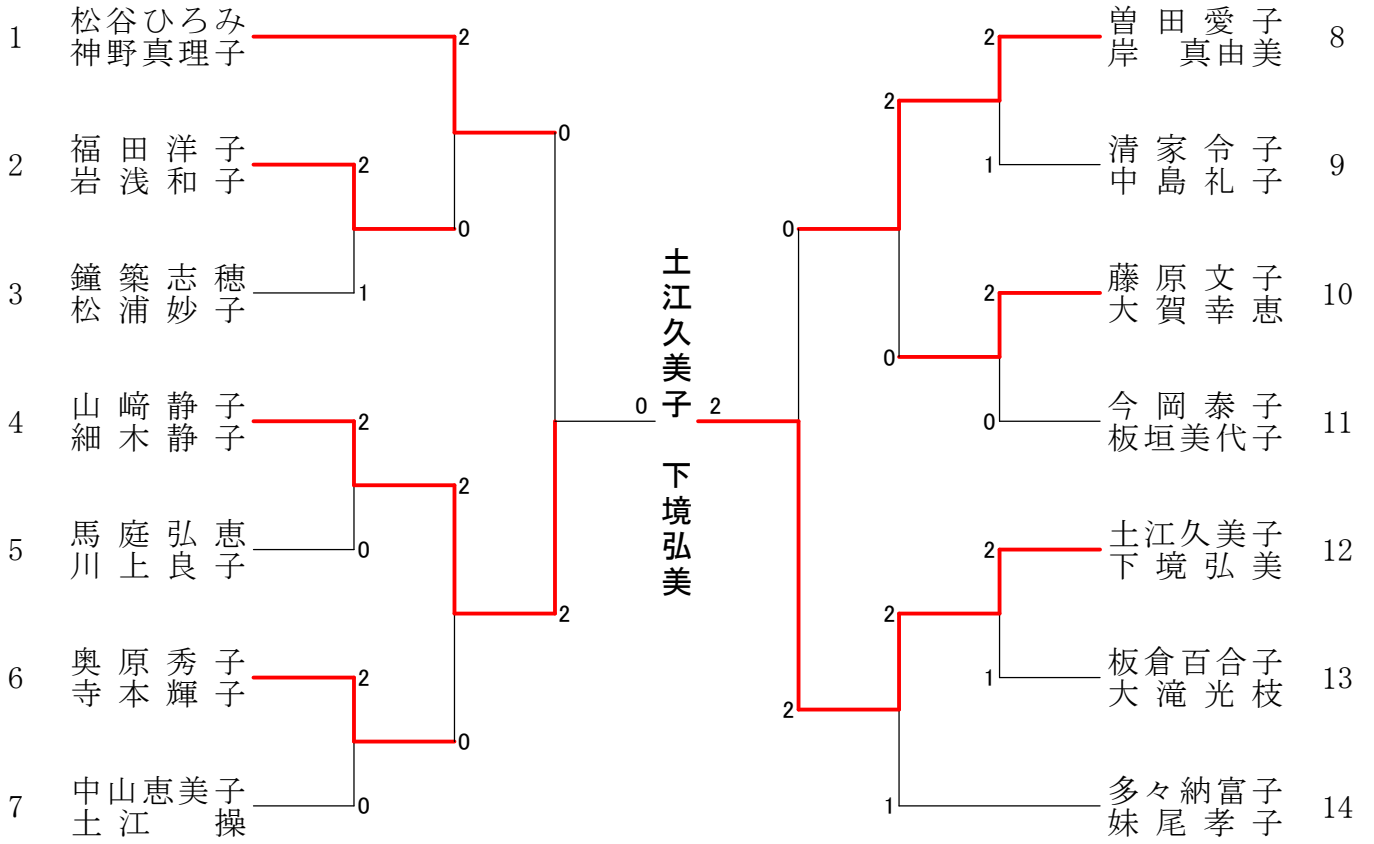 1
松谷ひろみ
神野真理子
2
2
福田洋子
岩浅和子
2
0
0
3
鐘築志穂
松浦妙子
1
4
山﨑静子
細木静子
2
2
5
馬庭弘恵
川上良子
0
2
6
奥原秀子
寺本輝子
2
0
7
中山恵美子
土江　操
0
0
土江久美子　下境弘美
2
曽田愛子
岸　真由美
8
2
2
清家令子
中島礼子
9
1
0
藤原文子
大賀幸恵
10
2
0
今岡泰子
板垣美代子
11
0
土江久美子
下境弘美
12
2
2
板倉百合子
大滝光枝
13
1
2
多々納富子
妹尾孝子
14
1